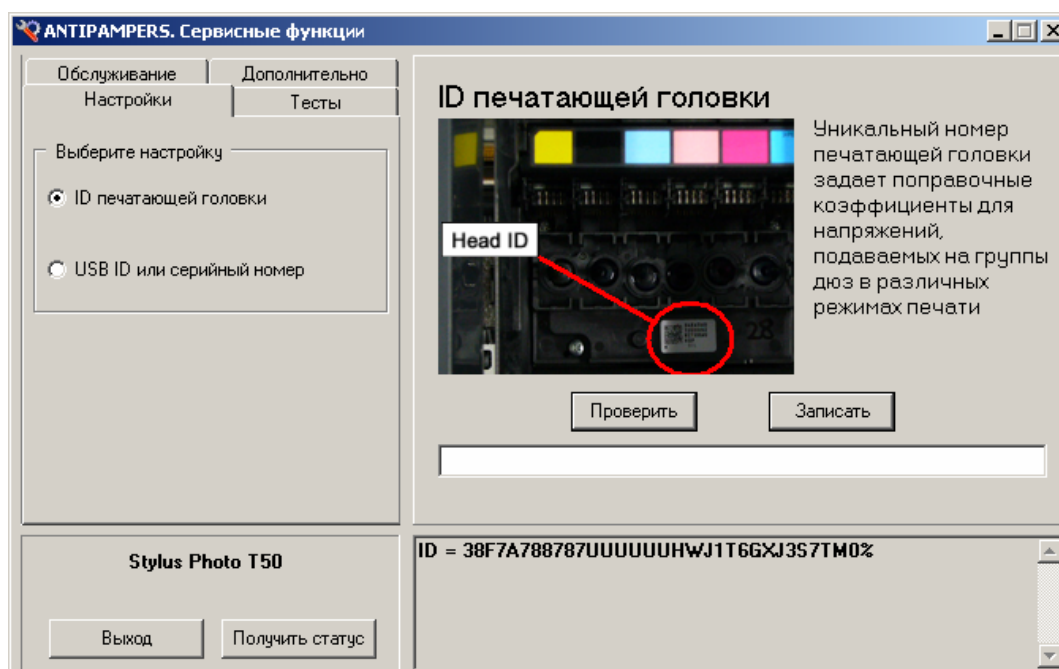 ANTIPAMPERS. Сервисные функции
Обслуживание
Дополнительно
Настройки
Тесты
Выберите настройку
ID печатающей головки
USB ID или серийный номер
ID печатающей головки
Head ID
28
Уникальный номер
печатающей головки
задает поправочные
коэффициенты для
напряжений,
подаваемых на группы
дюз в различных
режимах печати
Проверить
Записать
Stylus Photo T50
Выход
Получить статус
ID = 38F7A788787UUUUUUHWJ1T6GXJ3S7TM0%